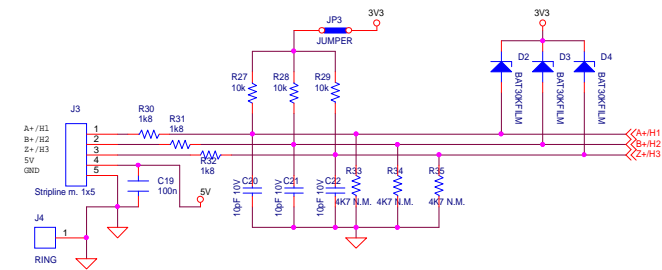 JP3
3V3
JUMPER
3V3
R27
10k
R28
10k
R29
10k
D2
BAT30KFILM
D3
BAT30KFILM
D4
BAT30KFILM
J3
R30
1k8
R31
1k8
R32
1k8
A+/H1
B+/H2
Z+/H3
5V
GND
1
2
3
4
5
Stripline m. 1x5
A+/H1
B+/H2
Z+/H3
C19
100n
5V
C20
10pF 10V
C21
10pF 10V
C22
10pF 10V
R33
4K7 N.M.
R34
4K7 N.M.
R35
4K7 N.M.
J4
1
RING